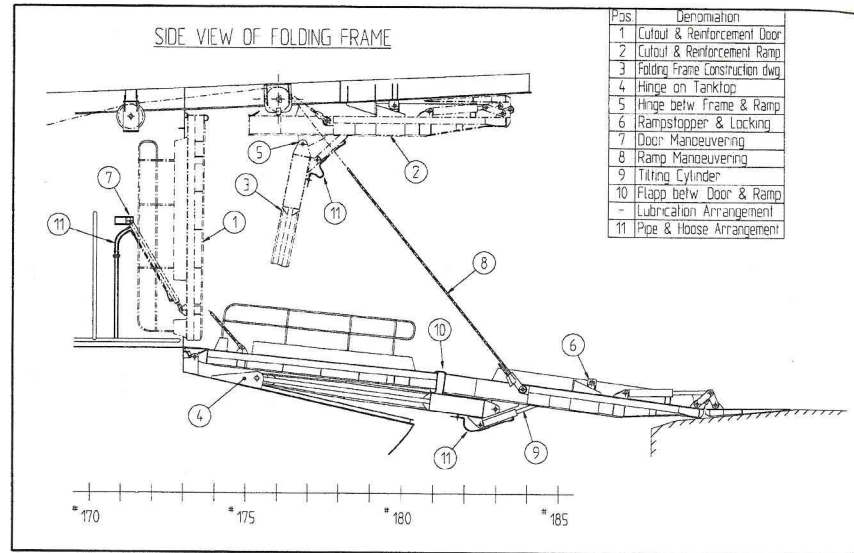 SIDE VIEW OF FOLDING FRAME
Pos. Denomiation
1 Cutout & Reinforcement Door
2 Cutout & Reinforcement Ramp
3 Folding Frame Construction dwg
4 Hinge on Tanktop
5 Hinge betw Frame & Ramp
6 Rampstopper & Locking
7 Door Manoeuvering
8 Ramp Manoeuvering
9 Tilting Cylinder
10 Flapp betw Door & Ramp
- Lubrication Arrangement
11 Pipe & Hoose Arrangement
5
2
7
3
11
11
1
8
10
6
4
11
9
#170 #175 #180 #185